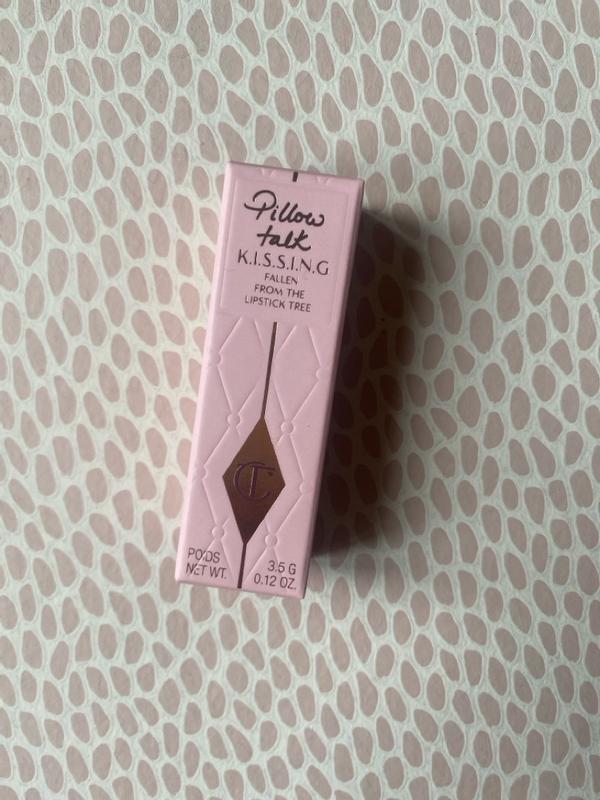 Pillow
talk
K.I.S.S.I.N.G
FALLEN
FROM THE
LIPSTICK TREE
CT
POIDS
NET WT.
3.5 G
0.12 OZ.